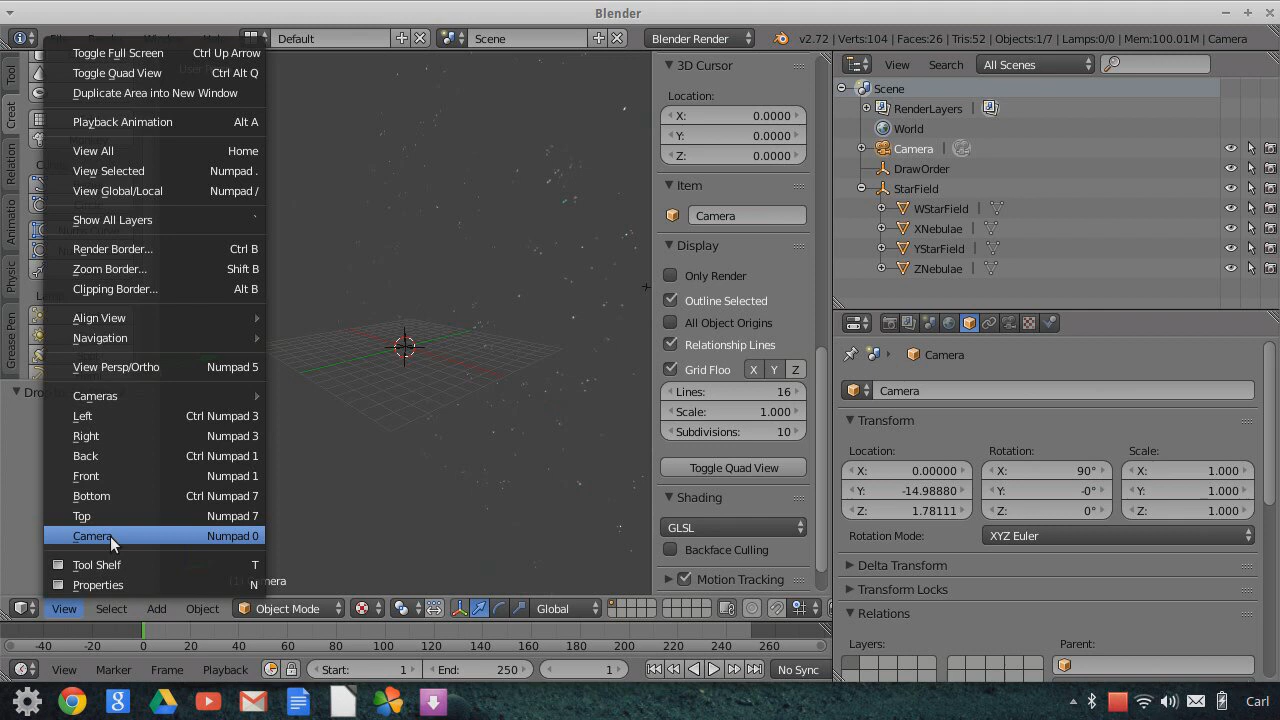 Blender
Default
Scene
Blender Render
v2.72 | Verts:104 | Faces:26 | Tris:52 | Objects:1/7 | Lamps:0/0 | Mem:100.01M | Camera
Toggle Full Screen Ctrl Up Arrow
Toggle Quad View Ctrl Alt Q
Duplicate Area into New Window
Playback Animation Alt A
View All Home
View Selected Numpad .
View Global/Local Numpad /
Show All Layers `
Render Border... Ctrl B
Zoom Border... Shift B
Clipping Border... Alt B
Align View
Navigation
View Persp/Ortho Numpad 5
Cameras
Left Ctrl Numpad 3
Right Numpad 3
Back Ctrl Numpad 1
Front Numpad 1
Bottom Ctrl Numpad 7
Top Numpad 7
Camera Numpad 0
Tool Shelf T
Properties N
Tool
Creat
Relation
Animatio
Physic
Grease Pen
3D Cursor
Location:
X: 0.0000
Y: 0.0000
Z: 0.0000
Item
Camera
Display
Only Render
Outline Selected
All Object Origins
Relationship Lines
Grid Floo X Y Z
Lines: 16
Scale: 1.000
Subdivisions: 10
Toggle Quad View
Shading
GLSL
Backface Culling
Motion Tracking
View Search All Scenes
Scene
RenderLayers
World
Camera
DrawOrder
StarField
WStarField
XNebulae
YStarField
ZNebulae
Camera
Camera
Transform
Location: Rotation: Scale:
X: 0.00000 X: 90° X: 1.000
Y: -14.98880 Y: -0° Y: 1.000
Z: 1.78111 Z: 0° Z: 1.000
Rotation Mode: XYZ Euler
Delta Transform
Transform Locks
Relations
Layers: Parent:
View Select Add Object Object Mode Global
-40 -20 0 20 40 60 80 100 120 140 160 180 200 220 240 260
View Marker Frame Playback Start: 1 End: 250 1 No Sync
Carl